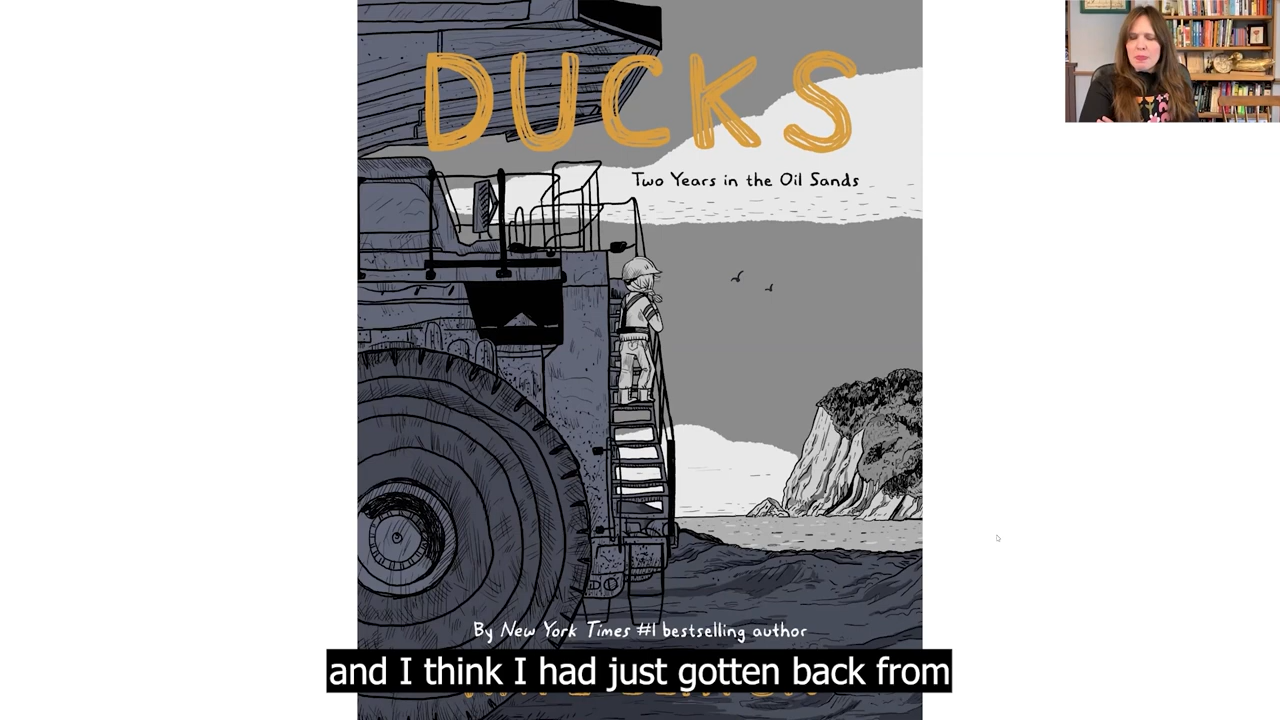 DUCKS
Two Years in the Oil Sands
By New York Times #1 bestselling author
and I think I had just gotten back from